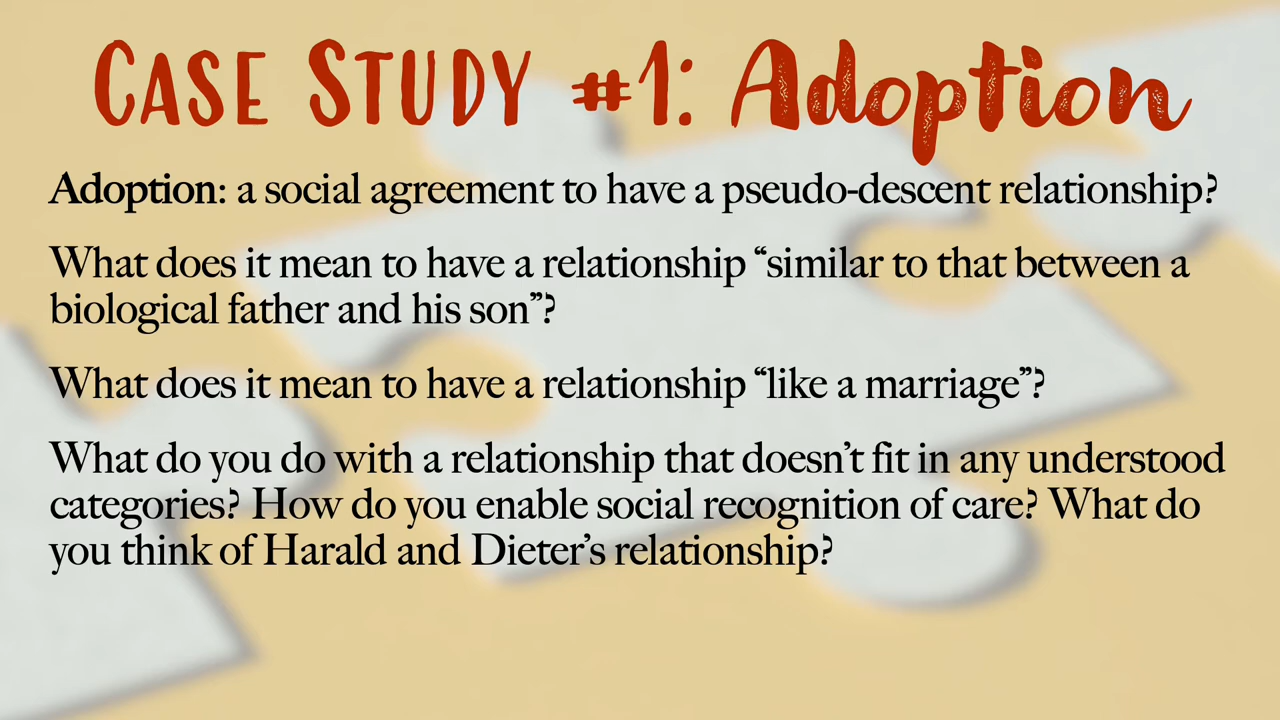 CASE STUDY #1: Adoption
Adoption: a social agreement to have a pseudo-descent relationship?
What does it mean to have a relationship “similar to that between a
biological father and his son”?
What does it mean to have a relationship “like a marriage”?
What do you do with a relationship that doesn’t fit in any understood
categories? How do you enable social recognition of care? What do
you think of Harald and Dieter’s relationship?